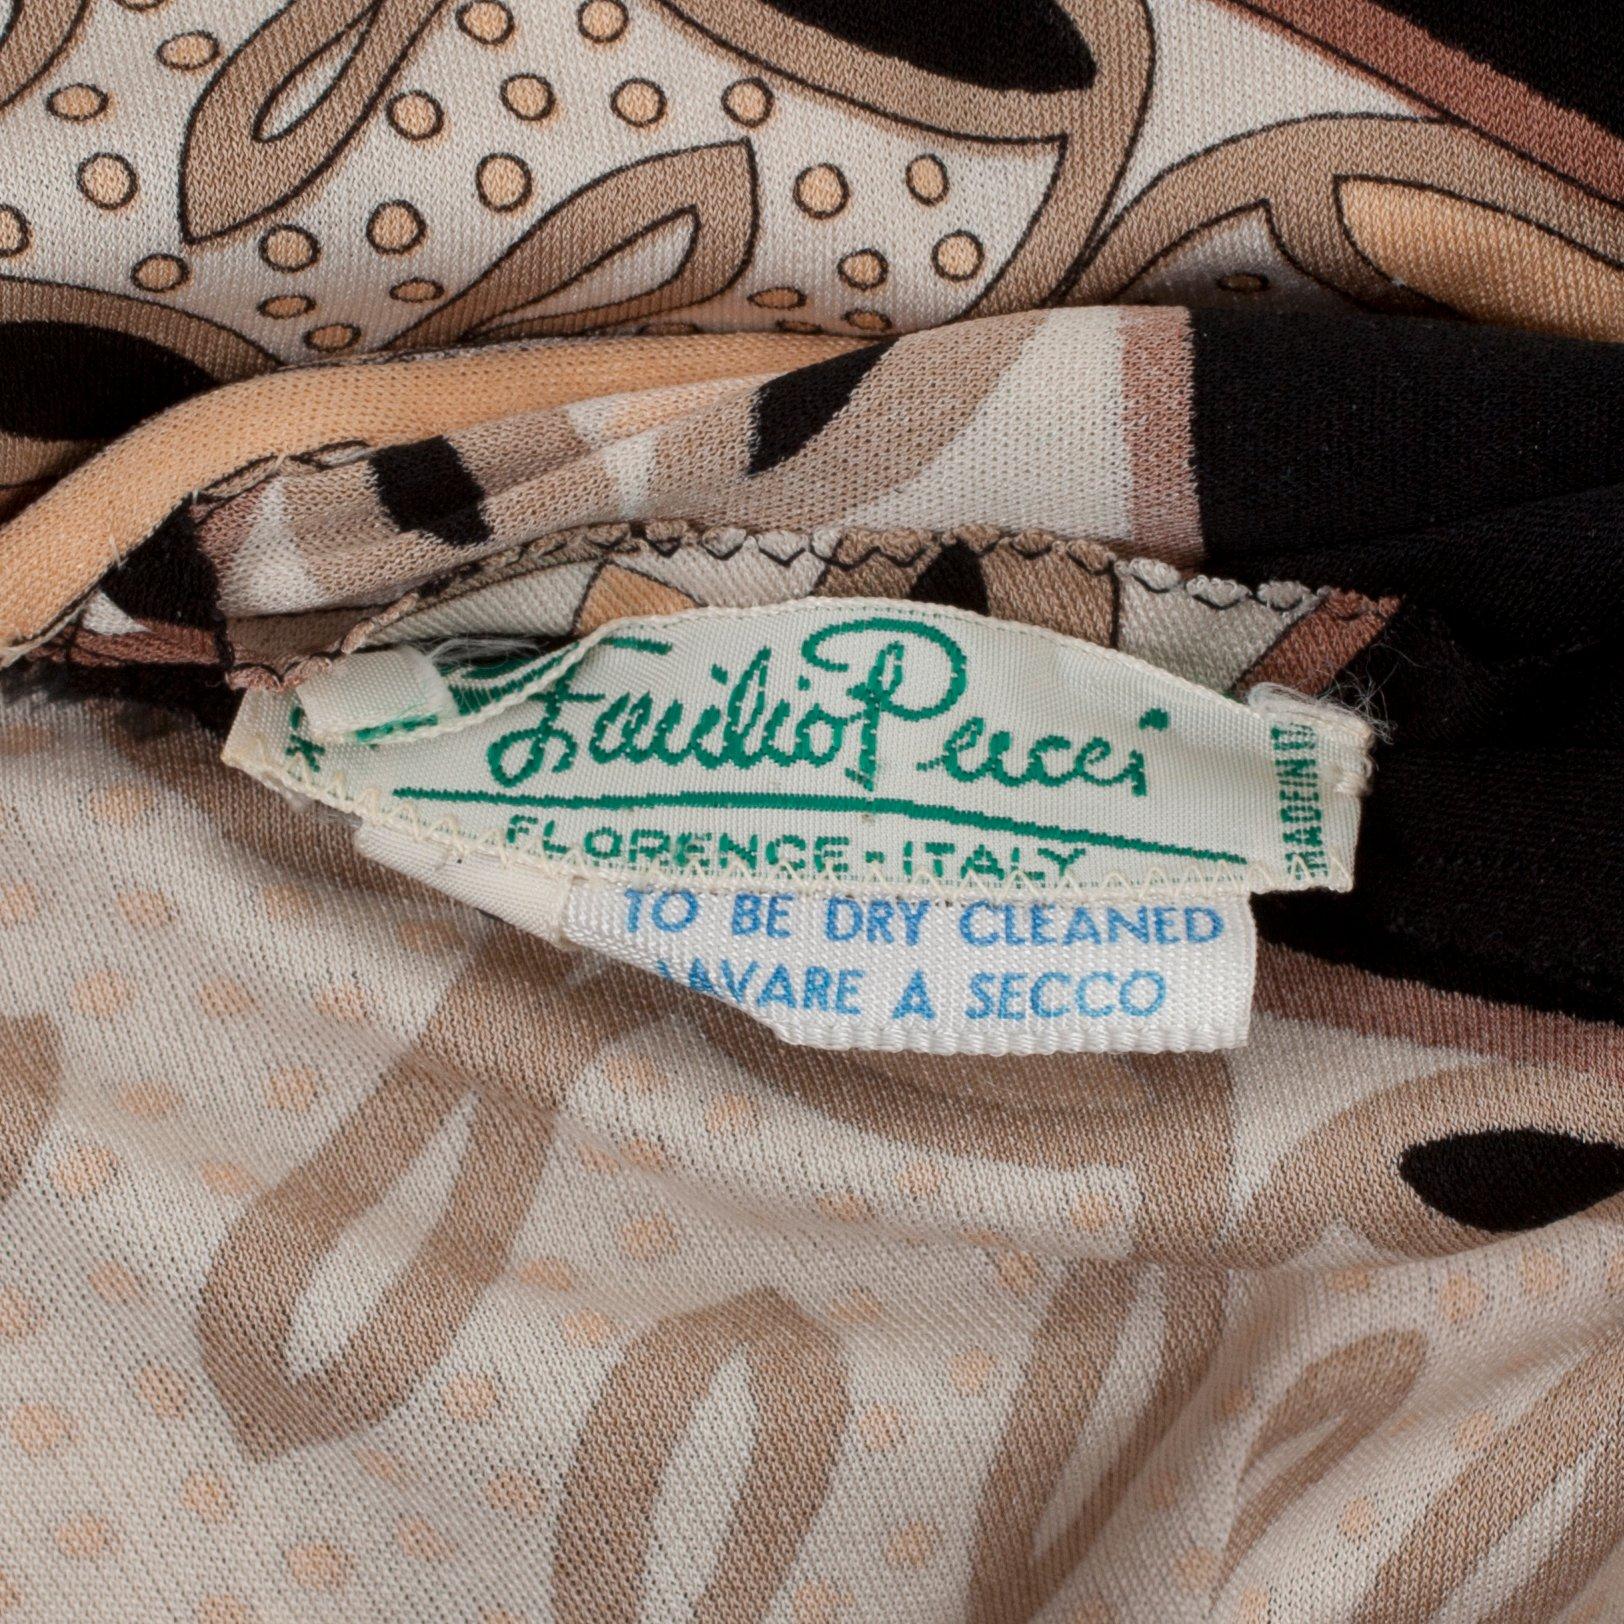 Emilio Pucci
FLORENCE - ITALY
MADE IN
TO BE DRY CLEANED
LAVARE A SECCO